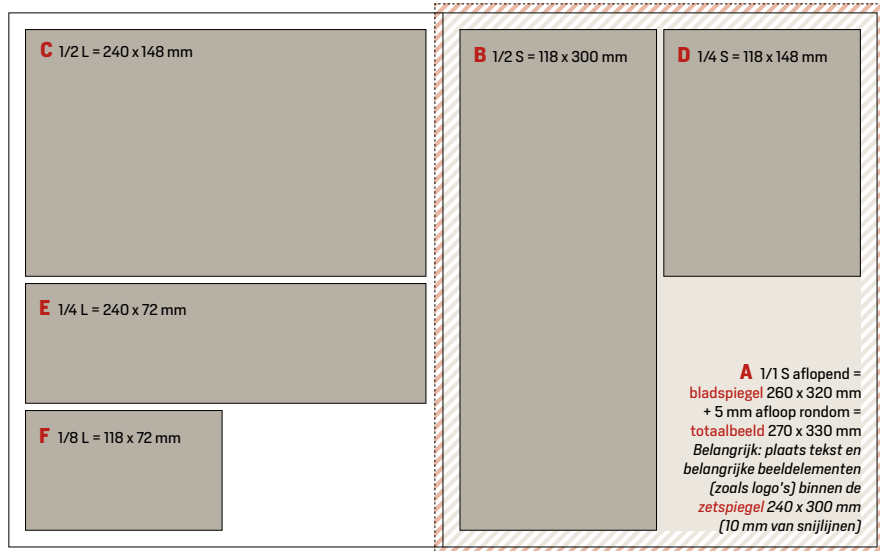 C 1/2 L = 240 x 148 mm
E 1/4 L = 240 x 72 mm
F 1/8 L = 118 x 72 mm
B 1/2 S = 118 x 300 mm
D 1/4 S = 118 x 148 mm
A 1/1 S aflopend =
bladspiegel 260 x 320 mm
+ 5 mm afloop rondom =
totaalbeeld 270 x 330 mm
Belangrijk: plaats tekst en
belangrijke beeldelementen
(zoals logo's) binnen de
zetspiegel 240 x 300 mm
(10 mm van snijlijnen)